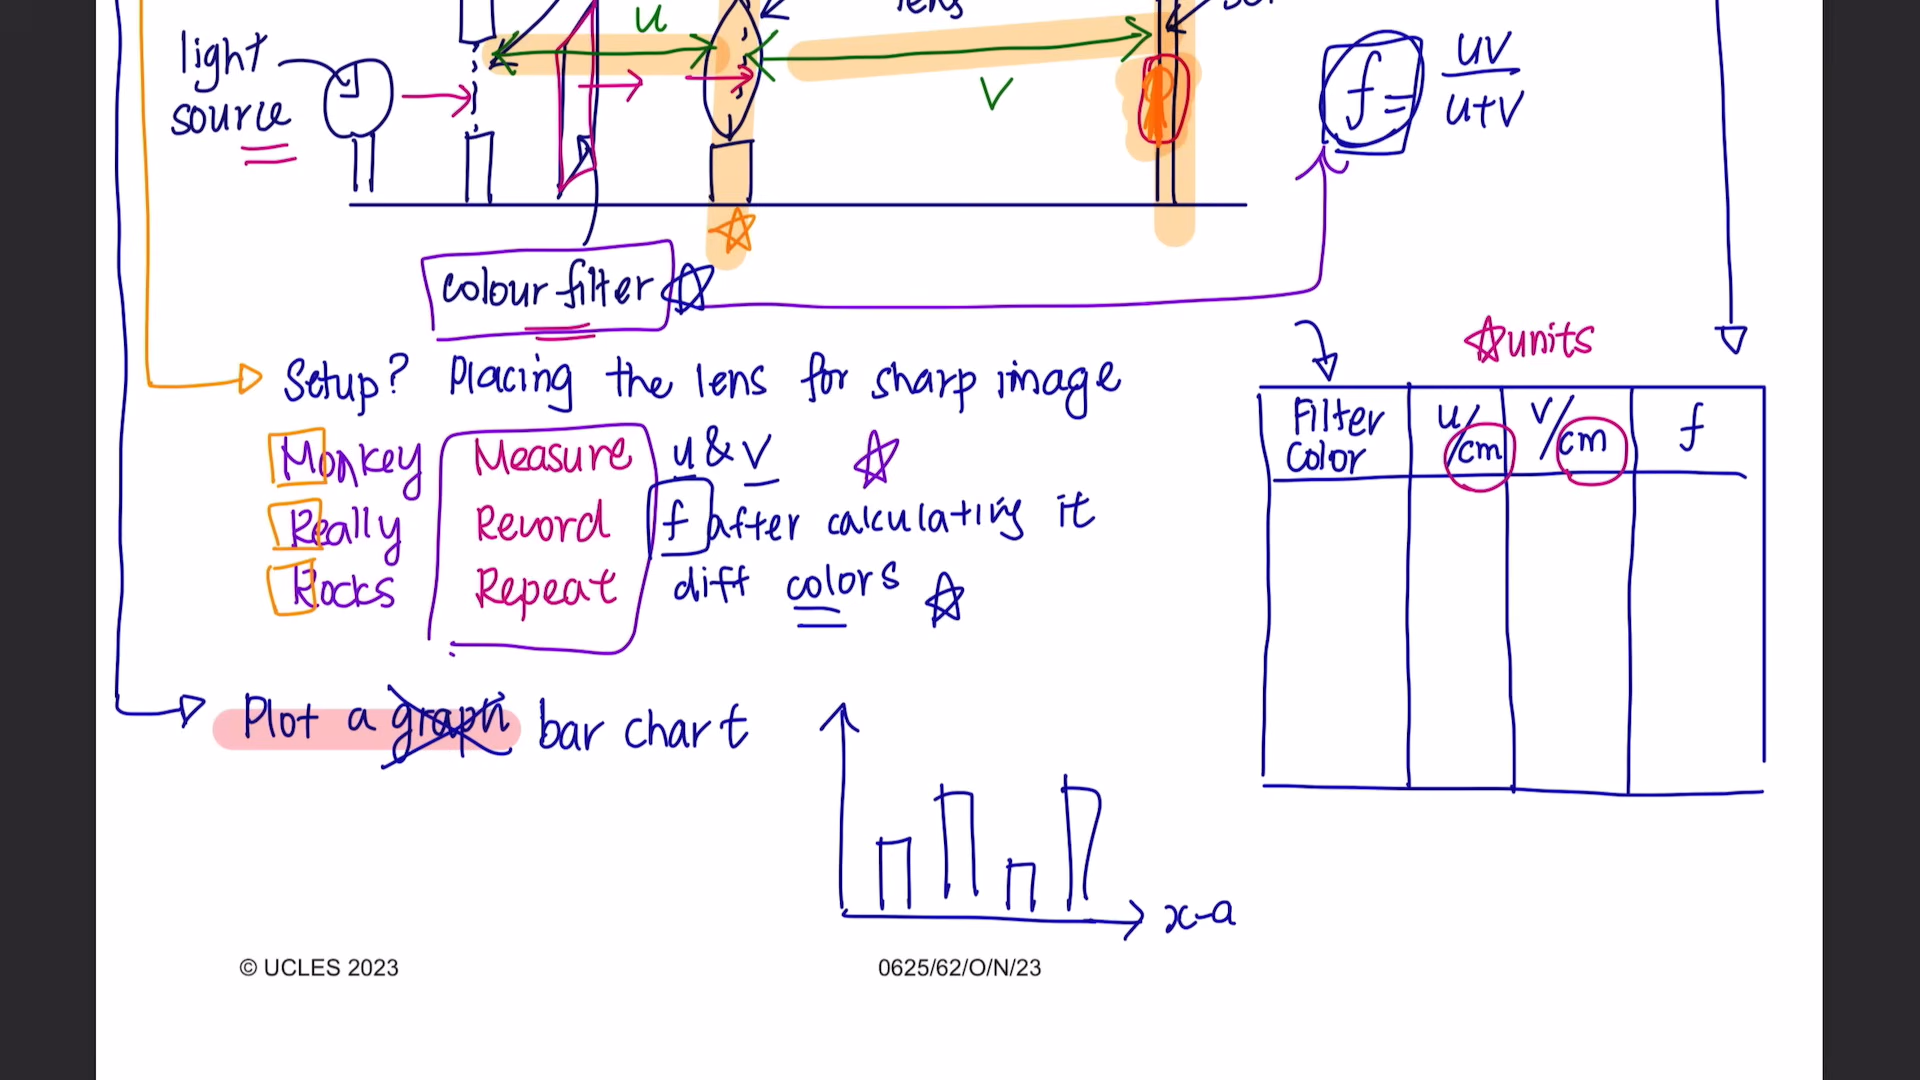 lens
u
light
source
V
f = uv
u+v
colour filter
Setup? Placing the lens for sharp image
Monkey Measure u & v
Really Revord f after calculating it
Rocks Repeat diff colors
☆units
Filter Color u/cm v/cm f
Plot a graph bar chart
x-a
© UCLES 2023
0625/62/O/N/23